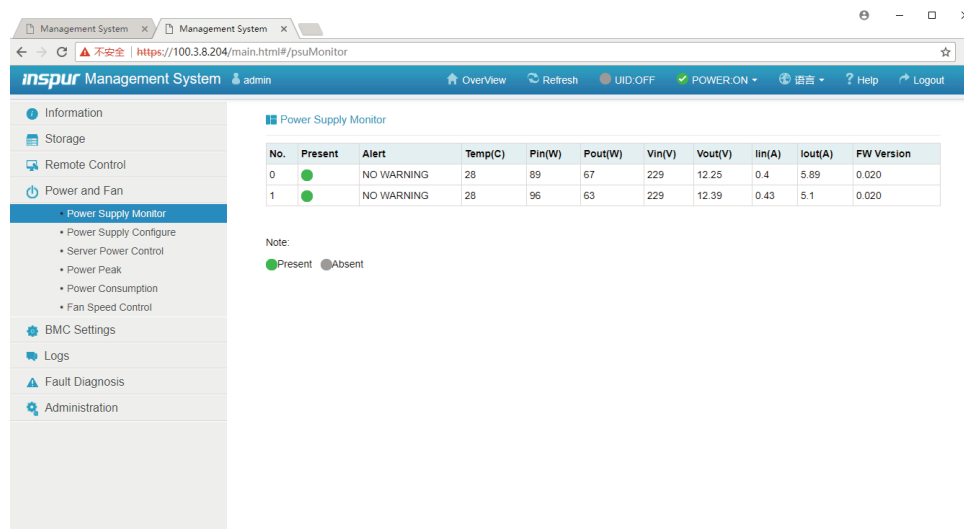 Management System
Management System
不安全 | https://100.3.8.204/main.html#/psuMonitor
inspur Management System admin OverView Refresh UID:OFF POWER:ON 语言 Help Logout
Information
Storage
Remote Control
Power and Fan
• Power Supply Monitor
• Power Supply Configure
• Server Power Control
• Power Peak
• Power Consumption
• Fan Speed Control
BMC Settings
Logs
Fault Diagnosis
Administration
Power Supply Monitor
No. Present Alert Temp(C) Pin(W) Pout(W) Vin(V) Vout(V) Iin(A) Iout(A) FW Version
0 NO WARNING 28 89 67 229 12.25 0.4 5.89 0.020
1 NO WARNING 28 96 63 229 12.39 0.43 5.1 0.020
Note:
Present Absent